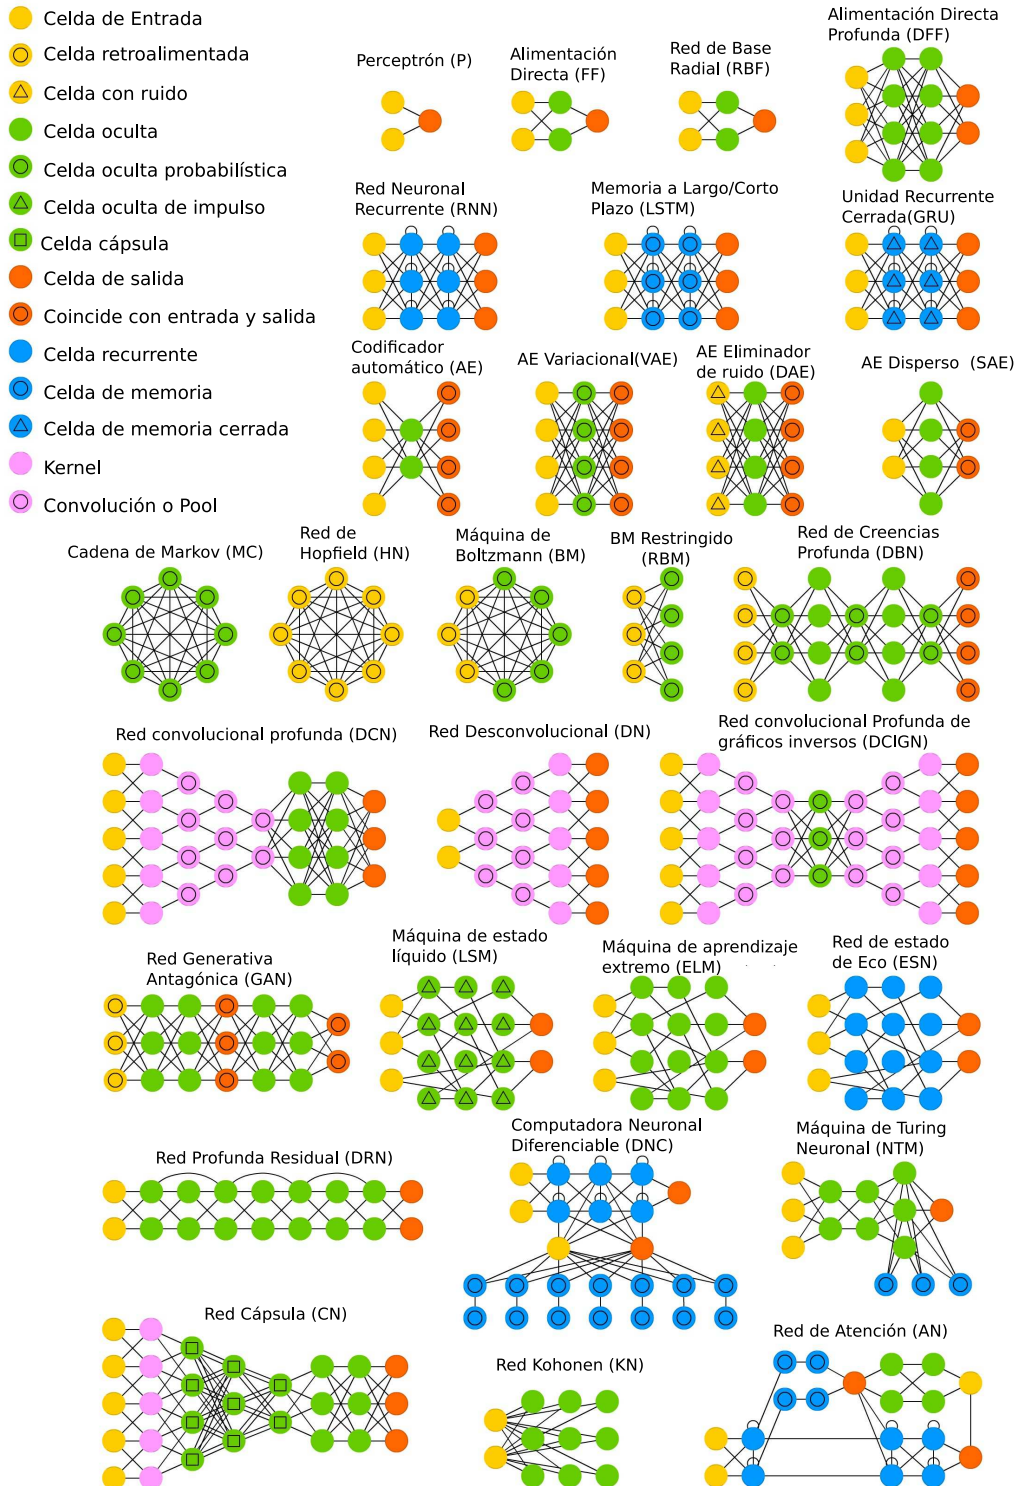 Celda de Entrada
Celda retroalimentada
Celda con ruido
Celda oculta
Celda oculta probabilística
Celda oculta de impulso
Celda cápsula
Celda de salida
Coincide con entrada y salida
Celda recurrente
Celda de memoria
Celda de memoria cerrada
Kernel
Convolución o Pool
Perceptrón (P)
Alimentación
Directa (FF)
Red de Base
Radial (RBF)
Alimentación Directa
Profunda (DFF)
Red Neuronal
Recurrente (RNN)
Memoria a Largo/Corto
Plazo (LSTM)
Unidad Recurrente
Cerrada(GRU)
Codificador
automático (AE)
AE Variacional(VAE)
AE Eliminador
de ruido (DAE)
AE Disperso (SAE)
Cadena de Markov (MC)
Red de
Hopfield (HN)
Máquina de
Boltzmann (BM)
BM Restringido
(RBM)
Red de Creencias
Profunda (DBN)
Red convolucional profunda (DCN)
Red Desconvolucional (DN)
Red convolucional Profunda de
gráficos inversos (DCIGN)
Red Generativa
Antagónica (GAN)
Máquina de estado
líquido (LSM)
Máquina de aprendizaje
extremo (ELM)
Red de estado
de Eco (ESN)
Red Profunda Residual (DRN)
Computadora Neuronal
Diferenciable (DNC)
Máquina de Turing
Neuronal (NTM)
Red Cápsula (CN)
Red Kohonen (KN)
Red de Atención (AN)